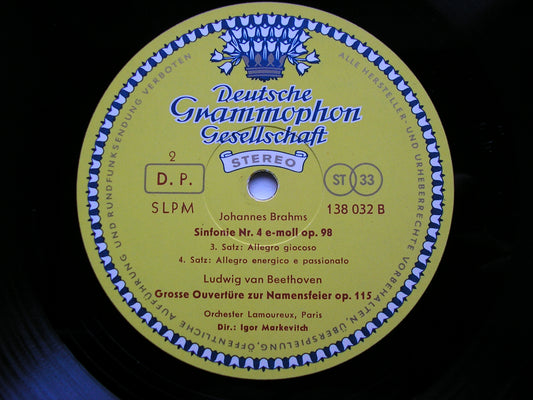 Deutsche
Grammophon
Gesellschaft
STEREO
2
D. P.
ST 33
SLPM
138 032 B
Johannes Brahms
Sinfonie Nr. 4 e-moll op. 98
3. Satz: Allegro giocoso
4. Satz: Allegro energico e passionato
Ludwig van Beethoven
Grosse Ouvertüre zur Namensfeier op. 115
Orchester Lamoureux, Paris
Dir.: Igor Markevitch
ALLE HERSTELLER- UND URHEBERRECHTE VORBEHALTEN, ÜBERSPIELUNG, ÖFFENTLICHE AUFFÜHRUNG UND RUNDFUNKSENDUNG VERBOTEN